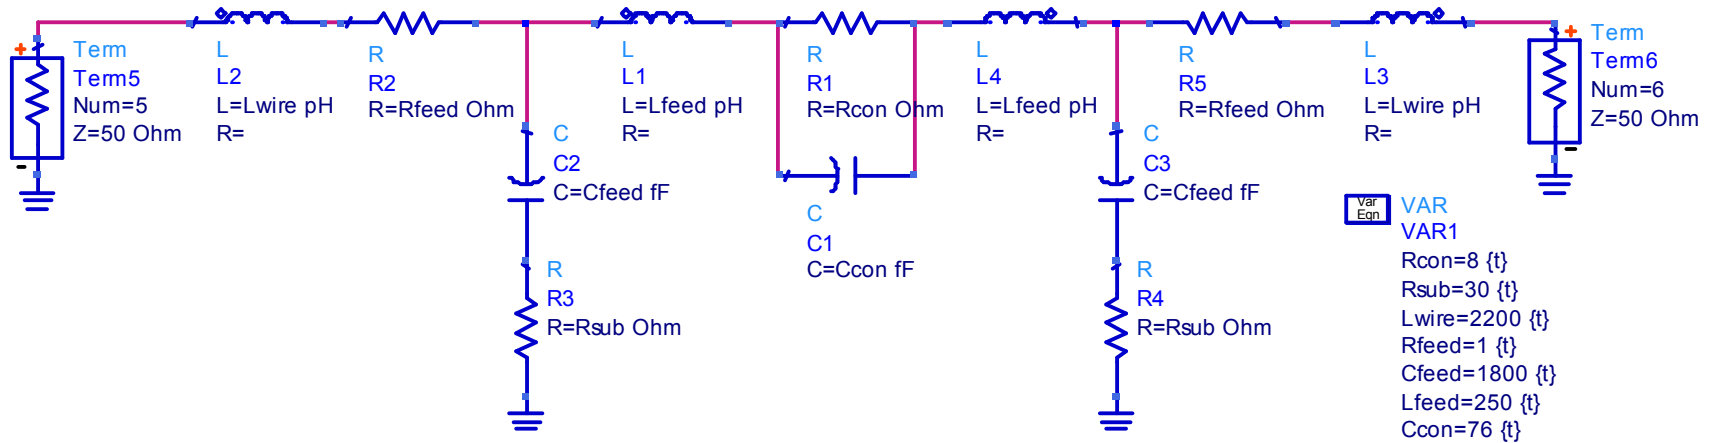 +
Term
Term5
Num=5
Z=50 Ohm
-
L
L2
L=Lwire pH
R=
R
R2
R=Rfeed Ohm
C
C2
C=Cfeed fF
R
R3
R=Rsub Ohm
L
L1
L=Lfeed pH
R=
R
R1
R=Rcon Ohm
C
C1
C=Ccon fF
L
L4
L=Lfeed pH
R=
C
C3
C=Cfeed fF
R
R4
R=Rsub Ohm
R
R5
R=Rfeed Ohm
L
L3
L=Lwire pH
R=
+
Term
Term6
Num=6
Z=50 Ohm
-
Var
Eqn
VAR
VAR1
Rcon=8 {t}
Rsub=30 {t}
Lwire=2200 {t}
Rfeed=1 {t}
Cfeed=1800 {t}
Lfeed=250 {t}
Ccon=76 {t}